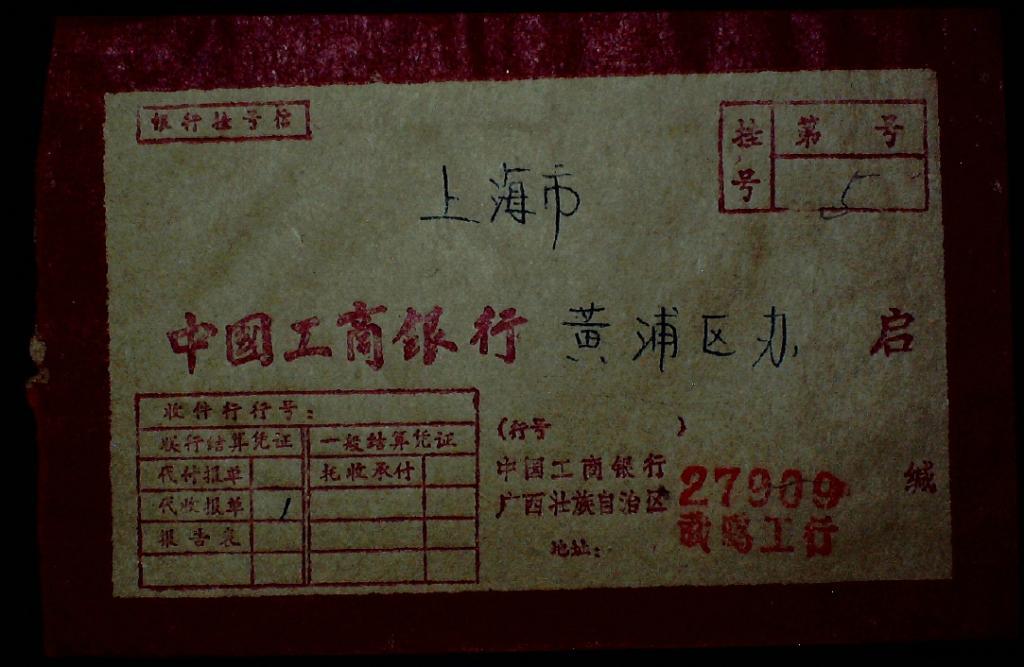 银行挂号信
挂号
第 号
5
上海市
中国工商银行 黄浦区办 启
收件行行号：
联行结算凭证 一般结算凭证
代付报单 托收承付
代收报单 1
报告表
（行号 ）
中国工商银行
广西壮族自治区 27909 缄
地址： 工行